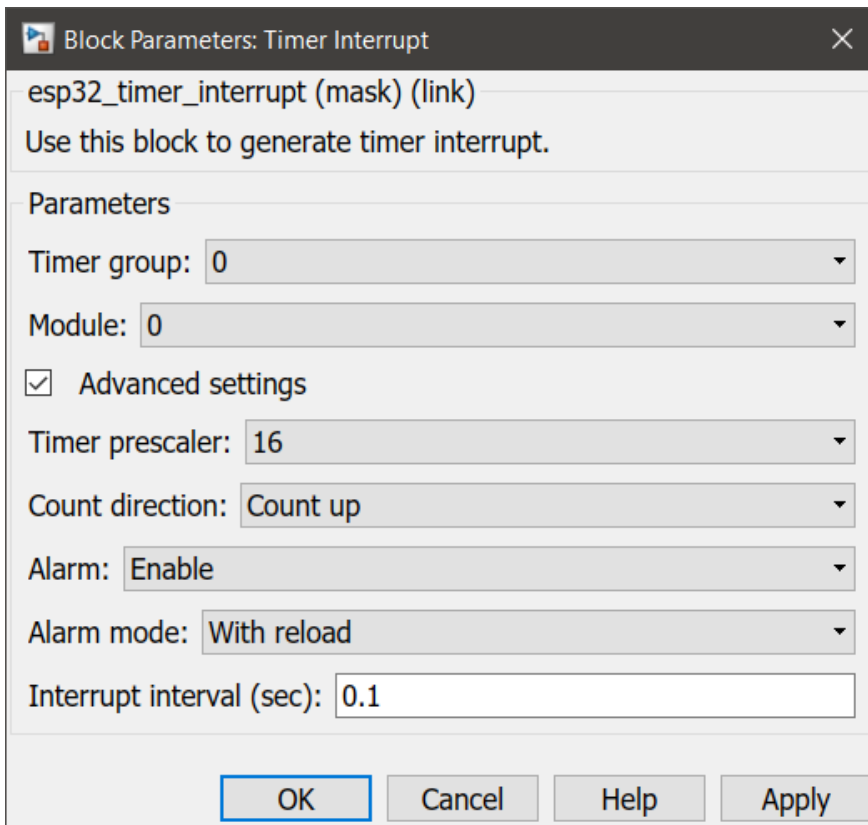 Block Parameters: Timer Interrupt
esp32_timer_interrupt (mask) (link)
Use this block to generate timer interrupt.
Parameters
Timer group: 0
Module: 0
Advanced settings
Timer prescaler: 16
Count direction: Count up
Alarm: Enable
Alarm mode: With reload
Interrupt interval (sec): 0.1
OK Cancel Help Apply